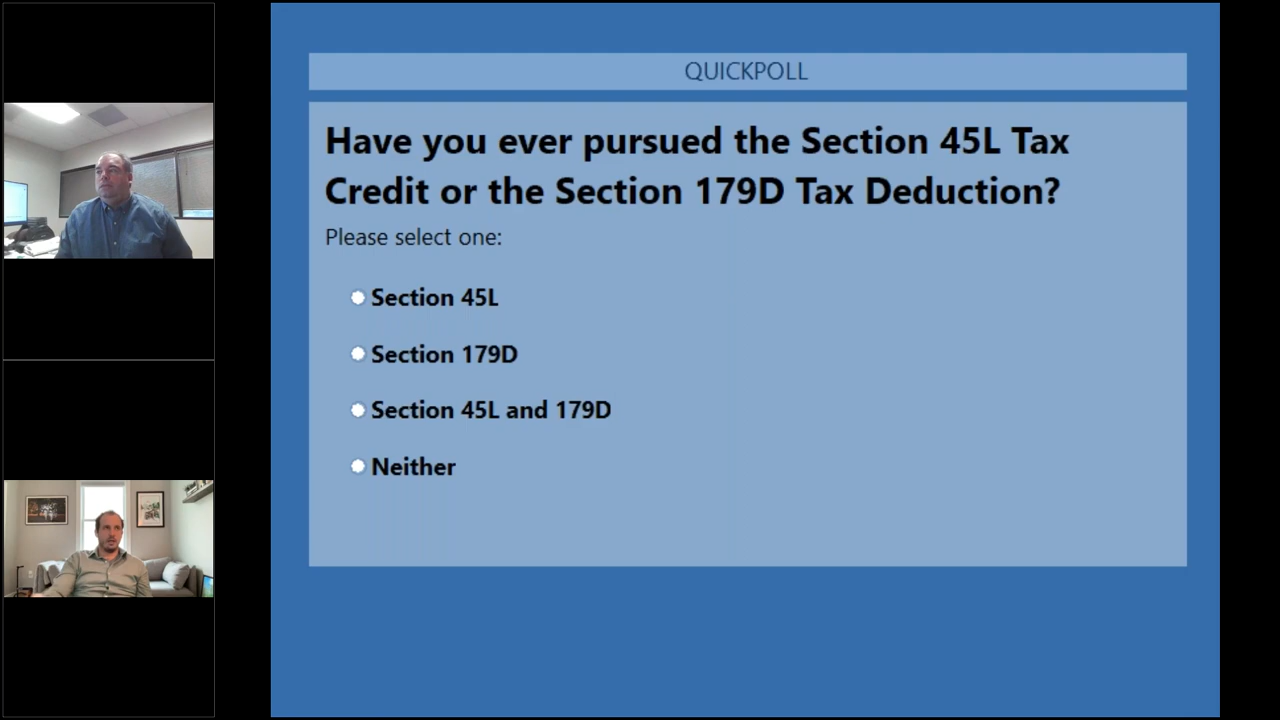 QUICKPOLL
Have you ever pursued the Section 45L Tax
Credit or the Section 179D Tax Deduction?
Please select one:
Section 45L
Section 179D
Section 45L and 179D
Neither